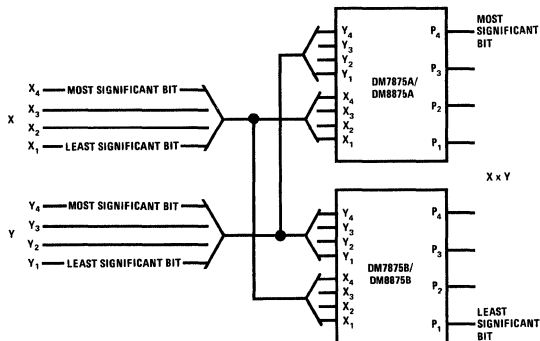 X
X4 MOST SIGNIFICANT BIT
X3
X2
X1 LEAST SIGNIFICANT BIT
Y
Y4 MOST SIGNIFICANT BIT
Y3
Y2
Y1 LEAST SIGNIFICANT BIT
Y4
Y3
Y2
Y1
X4
X3
X2
X1
DM7875A/
DM8875A
P4
P3
P2
P1
MOST
SIGNIFICANT
BIT
X x Y
Y4
Y3
Y2
Y1
X4
X3
X2
X1
DM7875B/
DM8875B
P4
P3
P2
P1
LEAST
SIGNIFICANT
BIT